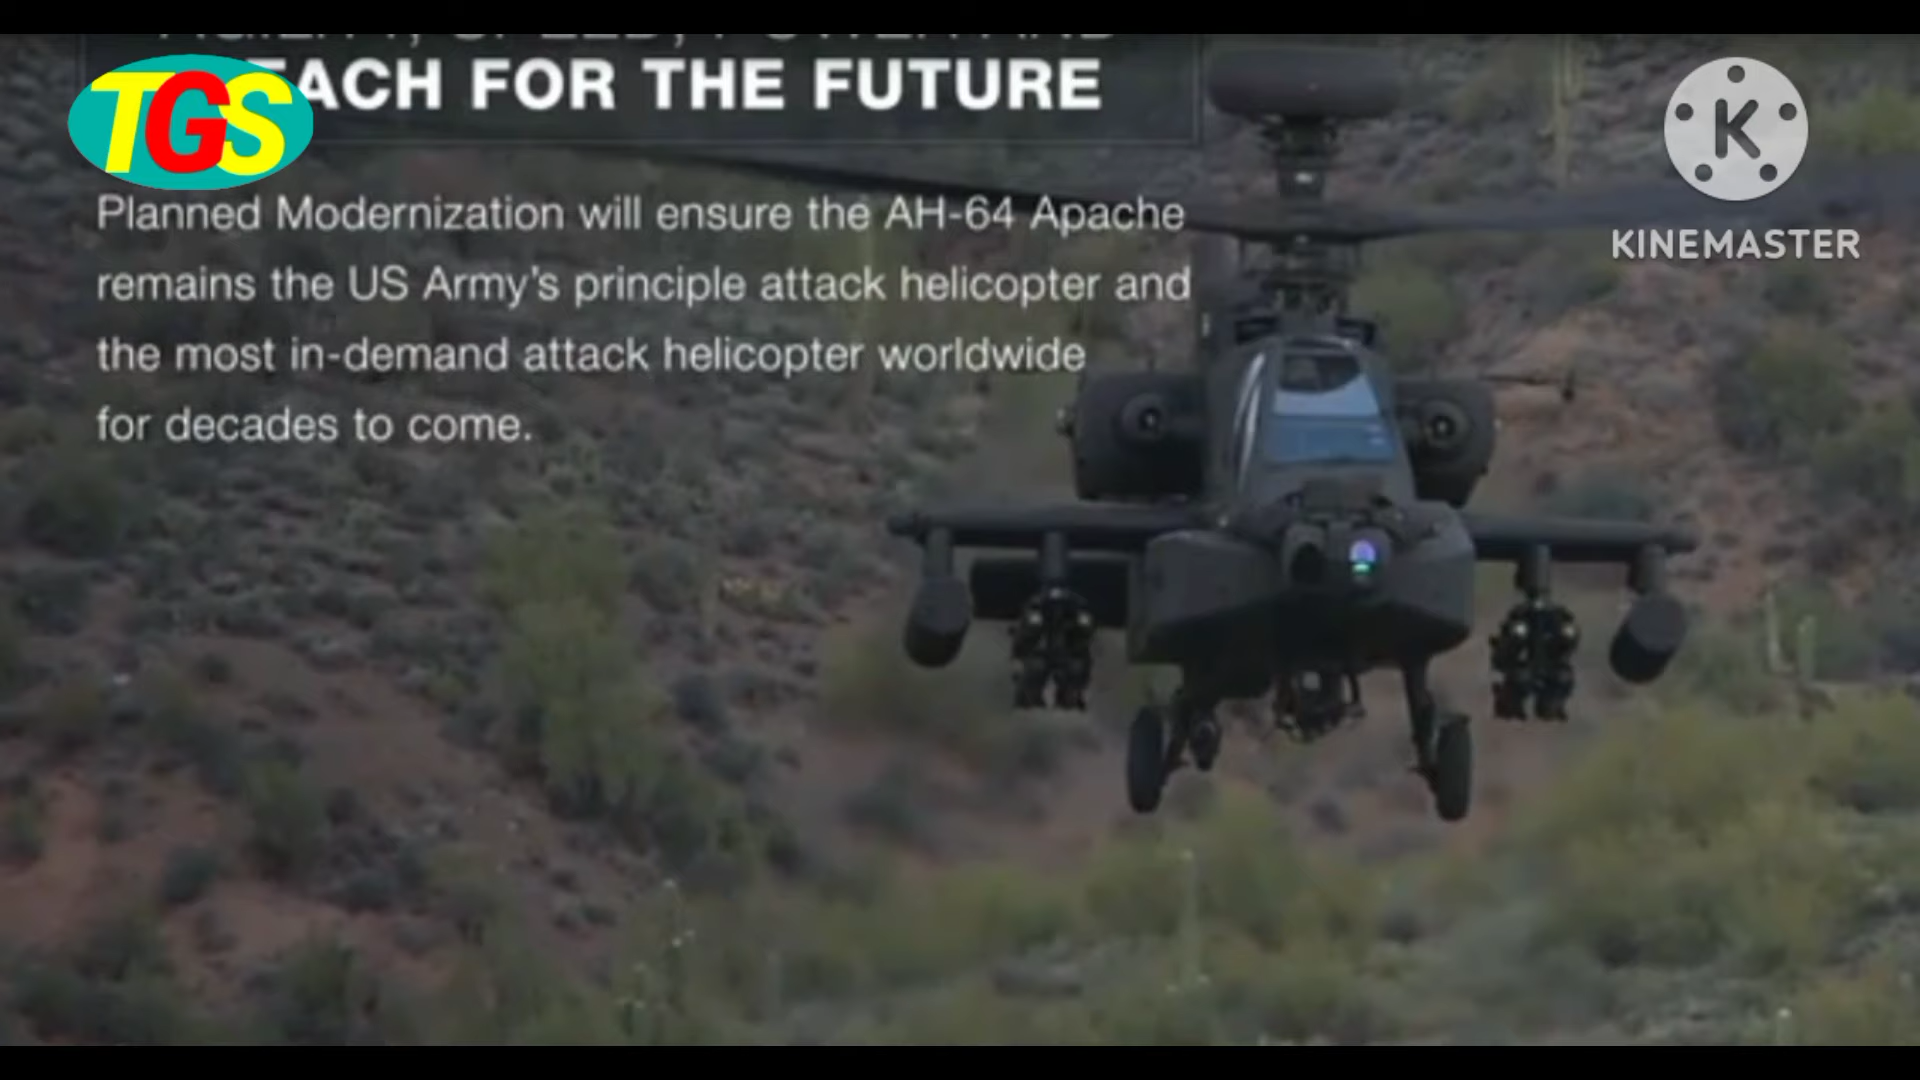 TGS
EACH FOR THE FUTURE
K
KINEMASTER
Planned Modernization will ensure the AH-64 Apache
remains the US Army's principle attack helicopter and
the most in-demand attack helicopter worldwide
for decades to come.